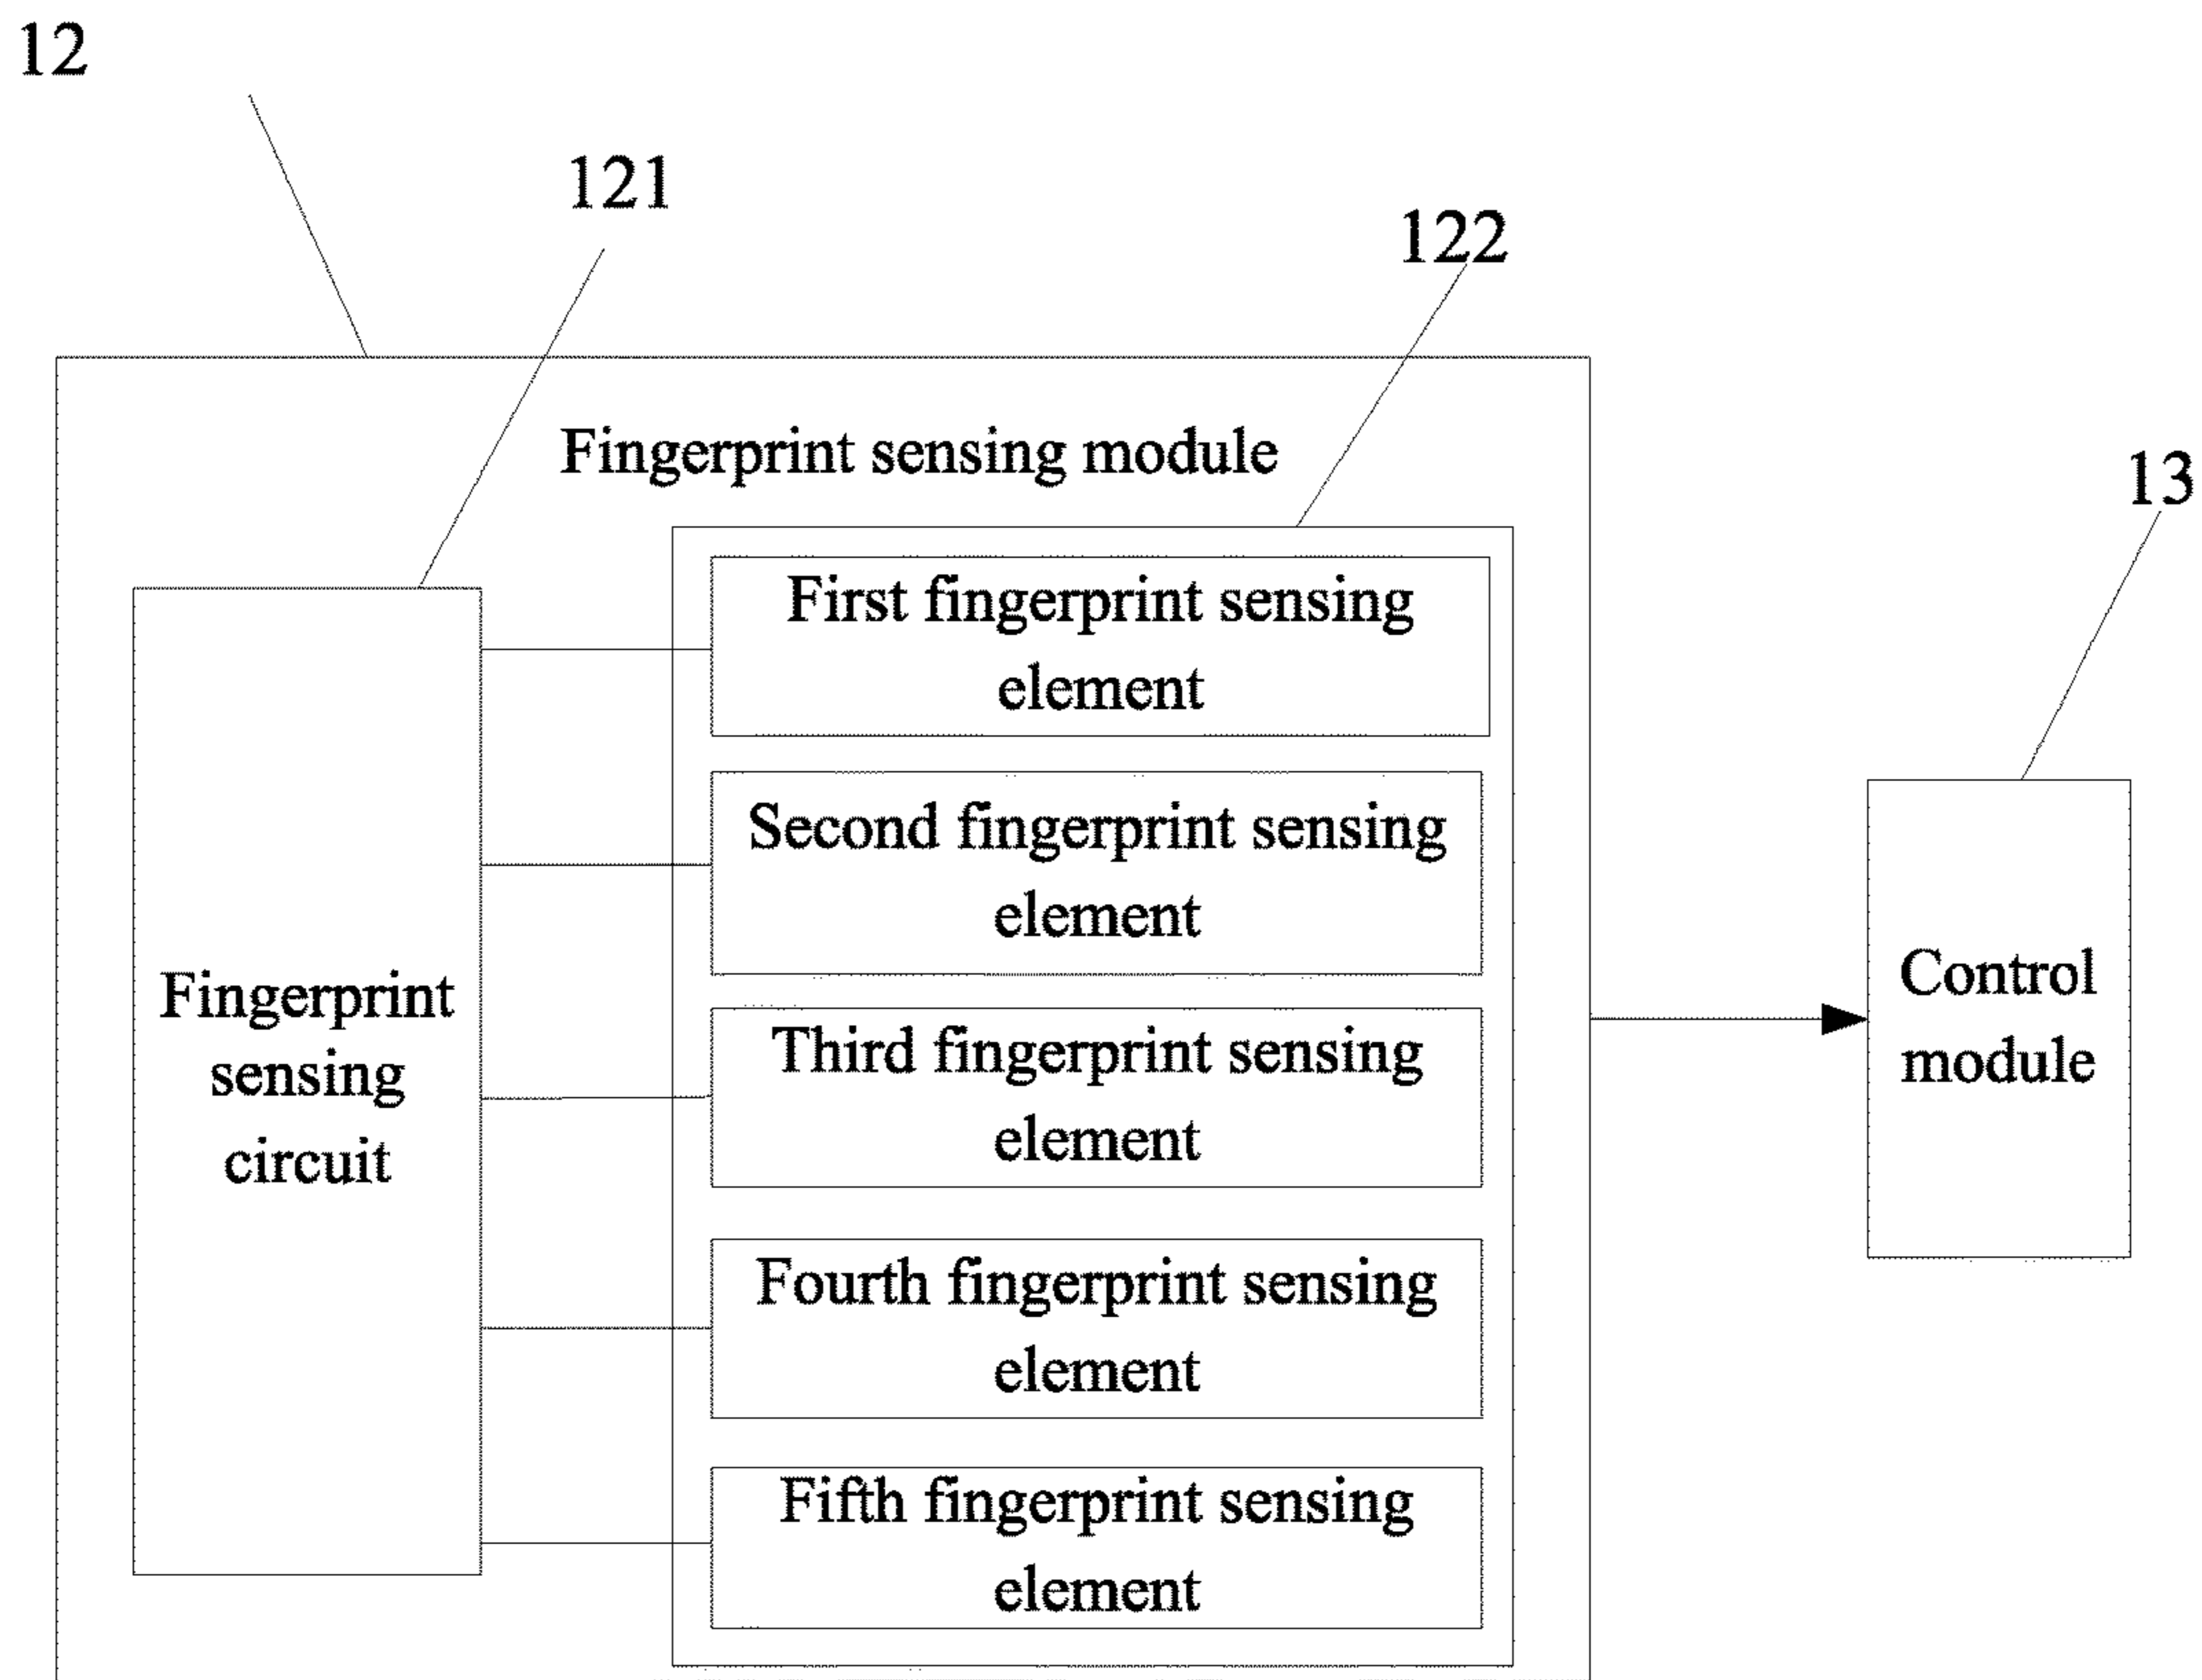 12
121
122
Fingerprint sensing module
13
First fingerprint sensing
element
Second fingerprint sensing
element
Fingerprint
sensing
circuit
Third fingerprint sensing
element
Control
module
Fourth fingerprint sensing
element
Fifth fingerprint sensing
element